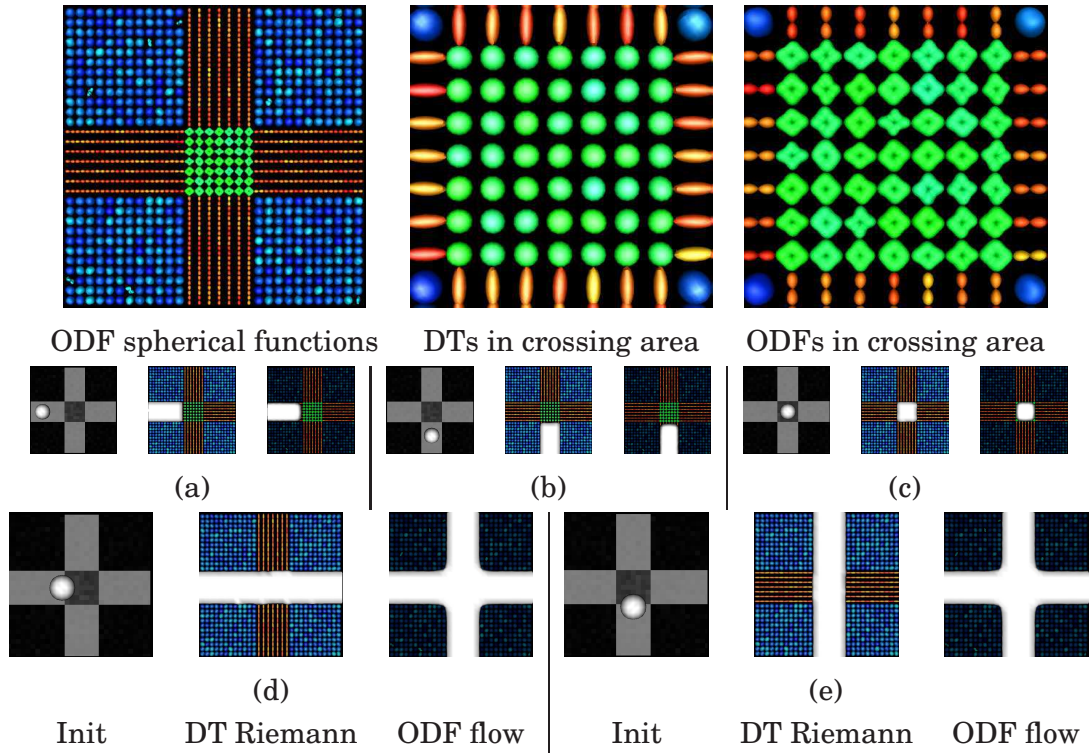 ODF spherical functions
DTs in crossing area
ODFs in crossing area
(a)
(b)
(c)
(d)
(e)
Init
DT Riemann
ODF flow
Init
DT Riemann
ODF flow